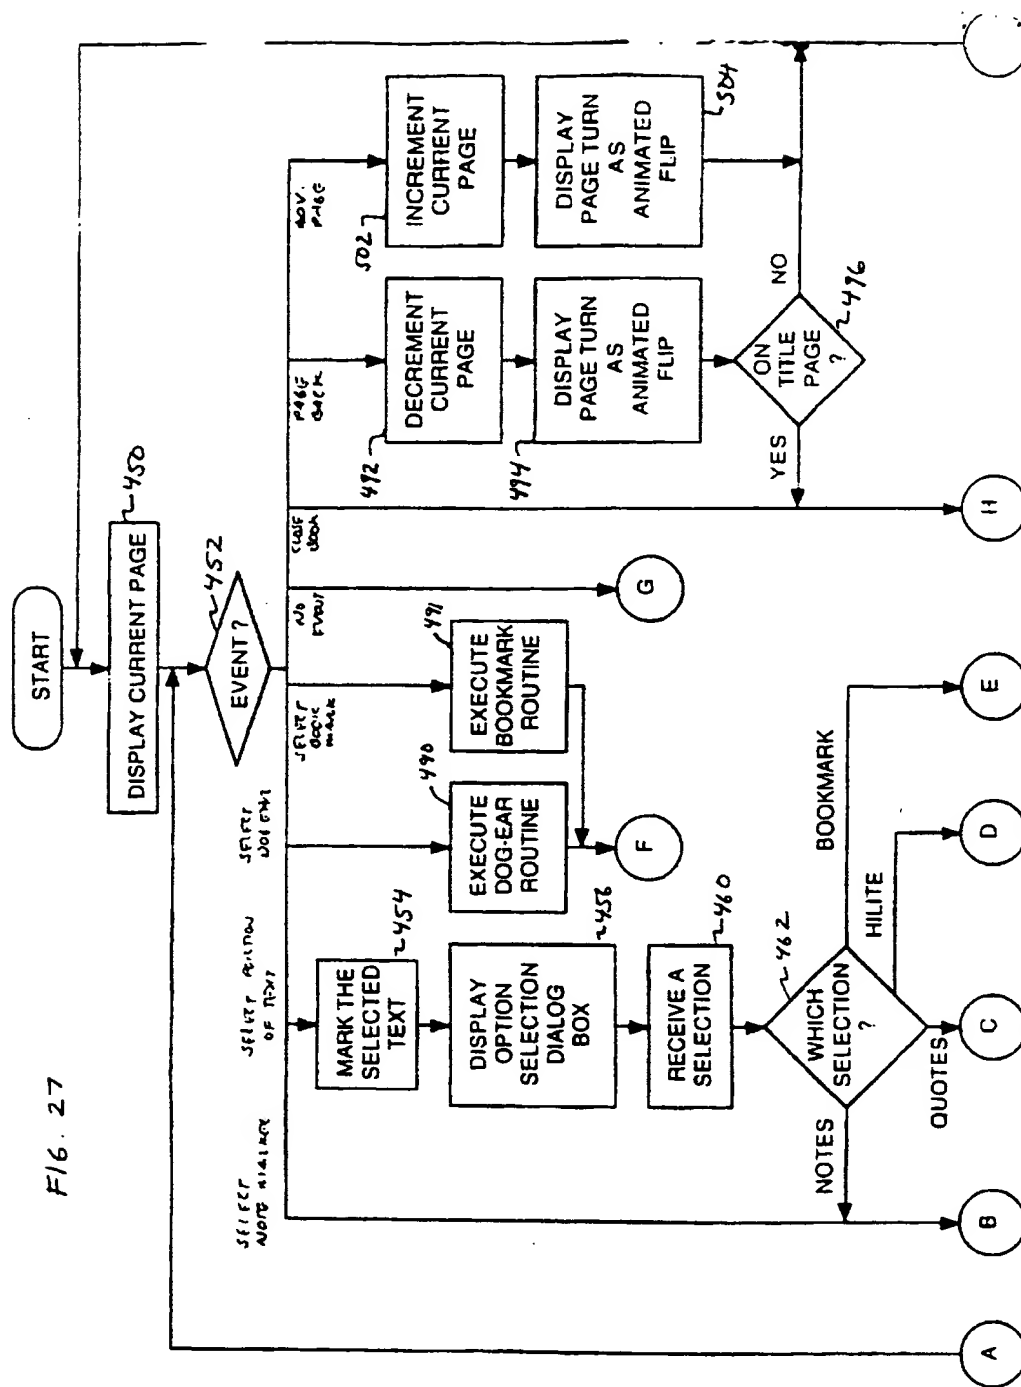 FIG. 27
START
DISPLAY CURRENT PAGE
450
EVENT?
452
SELECT
NOTE MARKER
SELECT PORTION
OF TEXT
SELECT
DOG EAR
SELECT
BOOK
MARK
NO
EVENT
CLOSE
BOOK
PAGE
BACK
ADV.
PAGE
MARK THE
SELECTED
TEXT
454
DISPLAY
OPTION
SELECTION
DIALOG
BOX
456
RECEIVE A
SELECTION
460
WHICH
SELECTION
?
462
NOTES
QUOTES
HILITE
BOOKMARK
EXECUTE
DOG-EAR
ROUTINE
490
EXECUTE
BOOKMARK
ROUTINE
491
DECREMENT
CURRENT
PAGE
492
DISPLAY
PAGE TURN
AS
ANIMATED
FLIP
494
ON
TITLE
PAGE
?
496
YES
NO
INCREMENT
CURRENT
PAGE
502
DISPLAY
PAGE TURN
AS
ANIMATED
FLIP
504
F
G
A
B
C
D
E
H